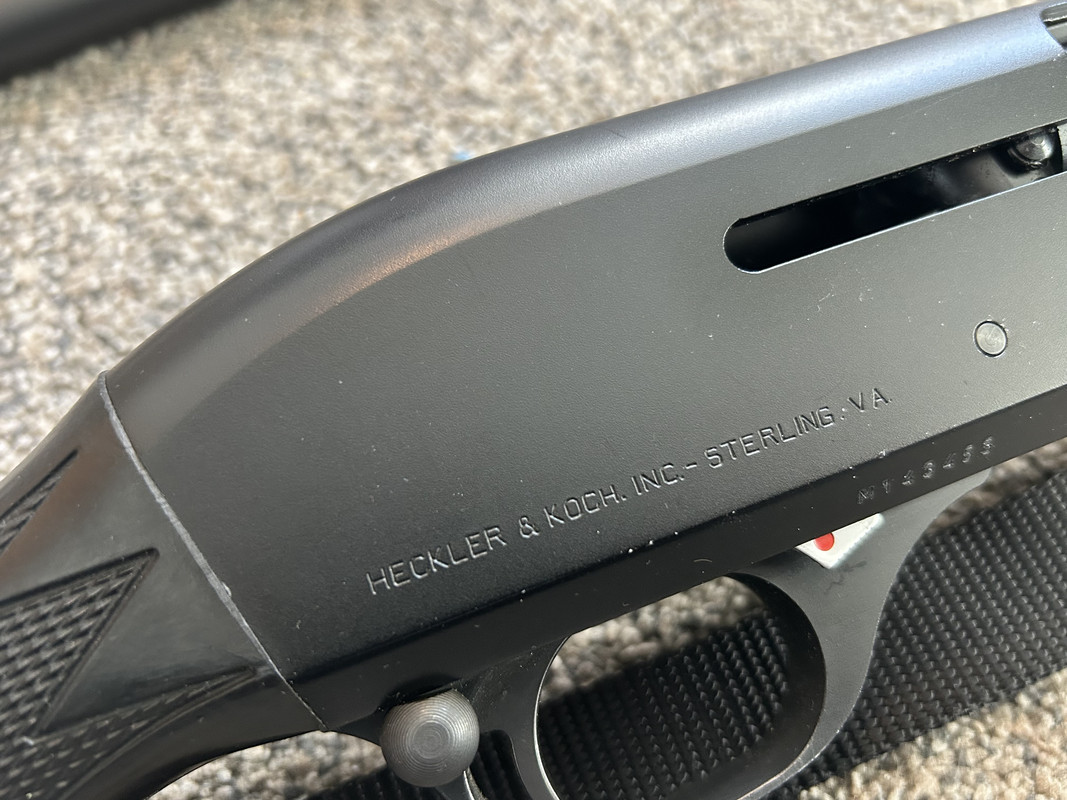 HECKLER & KOCH. INC.- STERLING. VA.